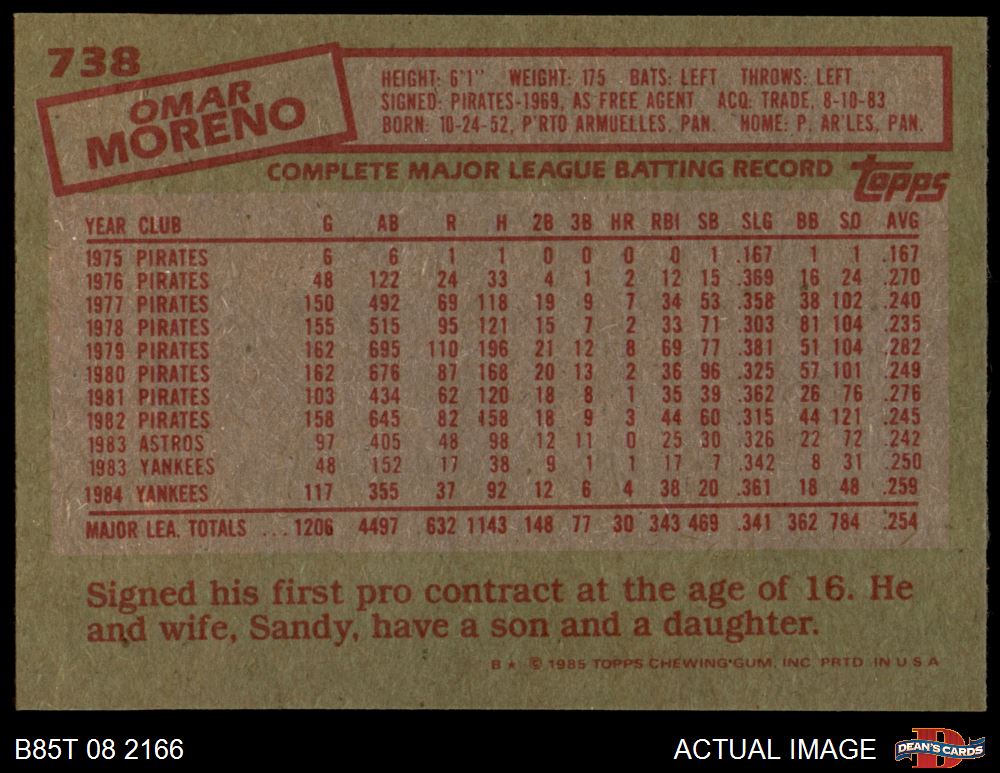 738
OMAR
MORENO
HEIGHT: 6'1" WEIGHT: 175 BATS: LEFT THROWS: LEFT
SIGNED: PIRATES-1969, AS FREE AGENT ACQ: TRADE, 8-10-83
BORN: 10-24-52, P'RTO ARMUELLES, PAN. HOME: P. AR'LES, PAN.
COMPLETE MAJOR LEAGUE BATTING RECORD topps
YEAR CLUB G AB R H 2B 3B HR RBI SB SLG BB SO AVG
1975 PIRATES 6 6 1 1 0 0 0 0 1 .167 1 1 .167
1976 PIRATES 48 122 24 33 4 1 2 12 15 .369 16 24 .270
1977 PIRATES 150 492 69 118 19 9 7 34 53 .358 38 102 .240
1978 PIRATES 155 515 95 121 15 7 2 33 71 .303 81 104 .235
1979 PIRATES 162 695 110 196 21 12 8 69 77 .381 51 104 .282
1980 PIRATES 162 676 87 168 20 13 2 36 96 .325 57 101 .249
1981 PIRATES 103 434 62 120 18 8 1 35 39 .362 26 76 .276
1982 PIRATES 158 645 82 158 18 9 3 44 60 .315 44 121 .245
1983 ASTROS 97 405 48 98 12 11 0 25 30 .326 22 72 .242
1983 YANKEES 48 152 17 38 9 1 1 17 7 .342 8 31 .250
1984 YANKEES 117 355 37 92 12 6 4 38 20 .361 18 48 .259
MAJOR LEA. TOTALS ... 1206 4497 632 1143 148 77 30 343 469 .341 362 784 .254
Signed his first pro contract at the age of 16. He
and wife, Sandy, have a son and a daughter.
B★ © 1985 TOPPS CHEWING GUM, INC. PRTD. IN U.S.A.
B85T 08 2166 ACTUAL IMAGE DEAN'S CARDS